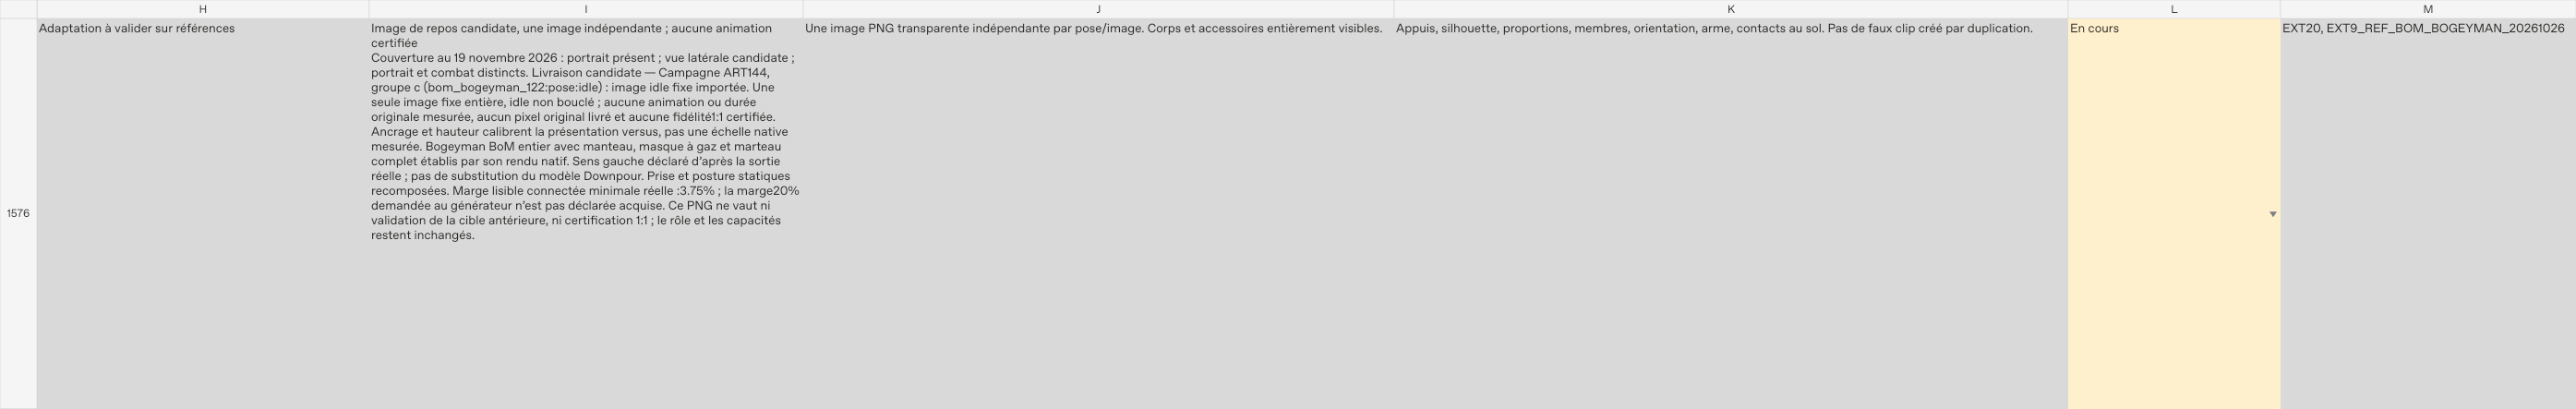 H
I
J
K
L
M
1576
Adaptation à valider sur références
Image de repos candidate, une image indépendante ; aucune animation
certifiée
Couverture au 19 novembre 2026 : portrait présent ; vue latérale candidate ;
portrait et combat distincts. Livraison candidate — Campagne ART144,
groupe c (bom_bogeyman_122:pose:idle) : image idle fixe importée. Une
seule image fixe entière, idle non bouclé ; aucune animation ou durée
originale mesurée, aucun pixel original livré et aucune fidélité1:1 certifiée.
Ancrage et hauteur calibrent la présentation versus, pas une échelle native
mesurée. Bogeyman BoM entier avec manteau, masque à gaz et marteau
complet établis par son rendu natif. Sens gauche déclaré d’après la sortie
réelle ; pas de substitution du modèle Downpour. Prise et posture statiques
recomposées. Marge lisible connectée minimale réelle :3.75% ; la marge20%
demandée au générateur n’est pas déclarée acquise. Ce PNG ne vaut ni
validation de la cible antérieure, ni certification 1:1 ; le rôle et les capacités
restent inchangés.
Une image PNG transparente indépendante par pose/image. Corps et accessoires entièrement visibles.
Appuis, silhouette, proportions, membres, orientation, arme, contacts au sol. Pas de faux clip créé par duplication.
En cours
EXT20, EXT9_REF_BOM_BOGEYMAN_20261026